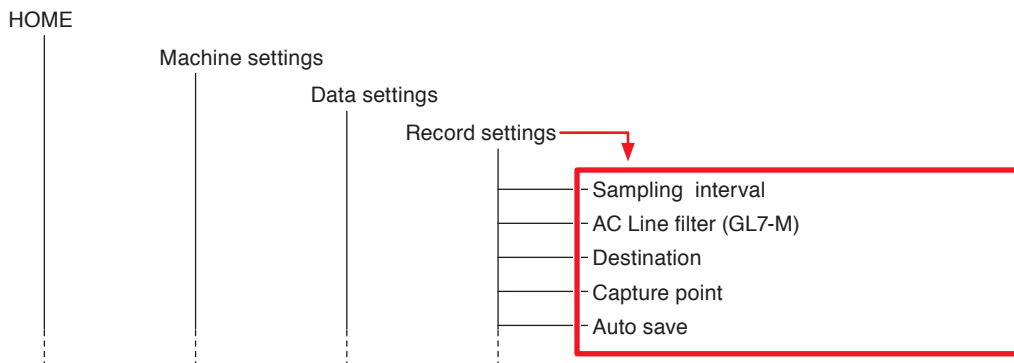 HOME
Machine settings
Data settings
Record settings
Sampling interval
AC Line filter (GL7-M)
Destination
Capture point
Auto save